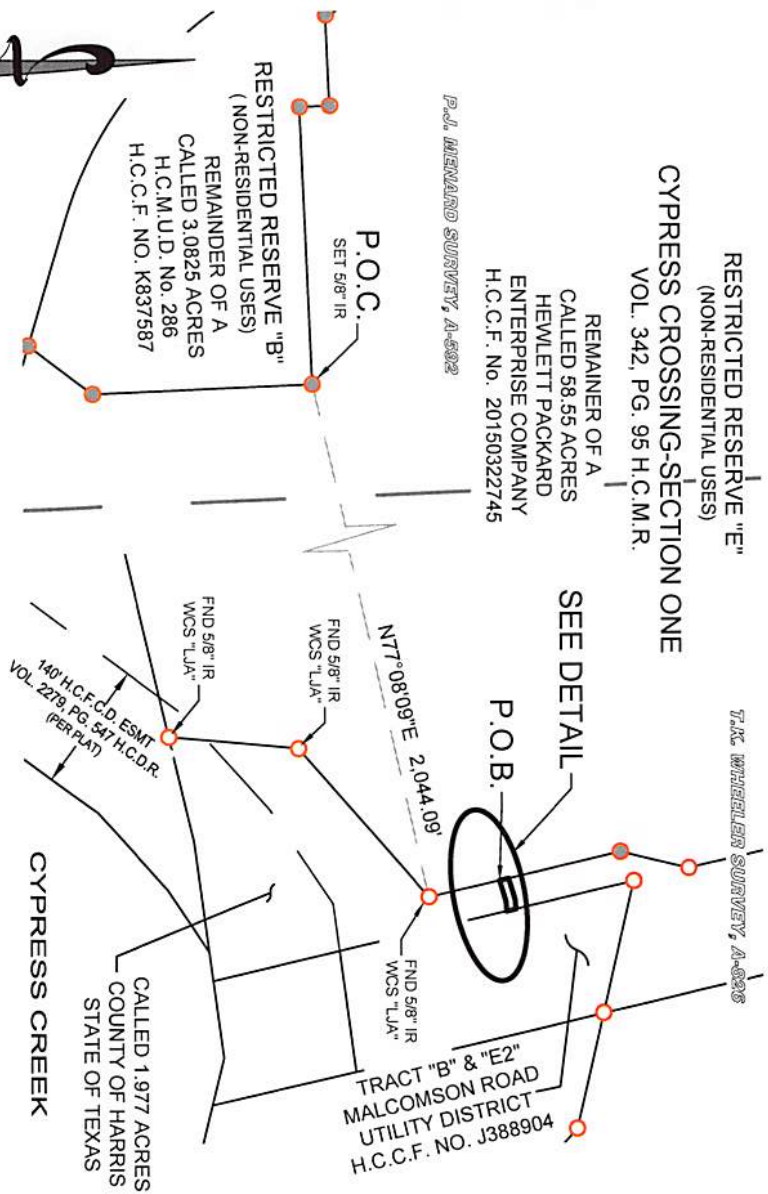 RESTRICTED RESERVE "E"
(NON-RESIDENTIAL USES)
CYPRESS CROSSING-SECTION ONE
VOL. 342, PG. 95 H.C.M.R.
REMAINER OF A
CALLED 58.55 ACRES
HEWLETT PACKARD
ENTERPRISE COMPANY
H.C.C.F. No. 20150322745
P.J. MENARD SURVEY, A-592
T.K. WHEELER SURVEY, A-826
SEE DETAIL
P.O.B.
P.O.C.
SET 5/8" IR
N77°08'09"E 2,044.09'
RESTRICTED RESERVE "B"
( NON-RESIDENTIAL USES)
REMAINDER OF A
CALLED 3.0825 ACRES
H.C.M.U.D. No. 286
H.C.C.F. NO. K837587
FND 5/8" IR
WCS "LJA"
FND 5/8" IR
WCS "LJA"
FND 5/8" IR
WCS "LJA"
140' H.C.F.C.D. ESMT
VOL. 2279, PG. 547 H.C.D.R.
(PER PLAT)
TRACT "B" & "E2"
MALCOMSON ROAD
UTILITY DISTRICT
H.C.C.F. NO. J388904
CALLED 1.977 ACRES
COUNTY OF HARRIS
STATE OF TEXAS
CYPRESS CREEK